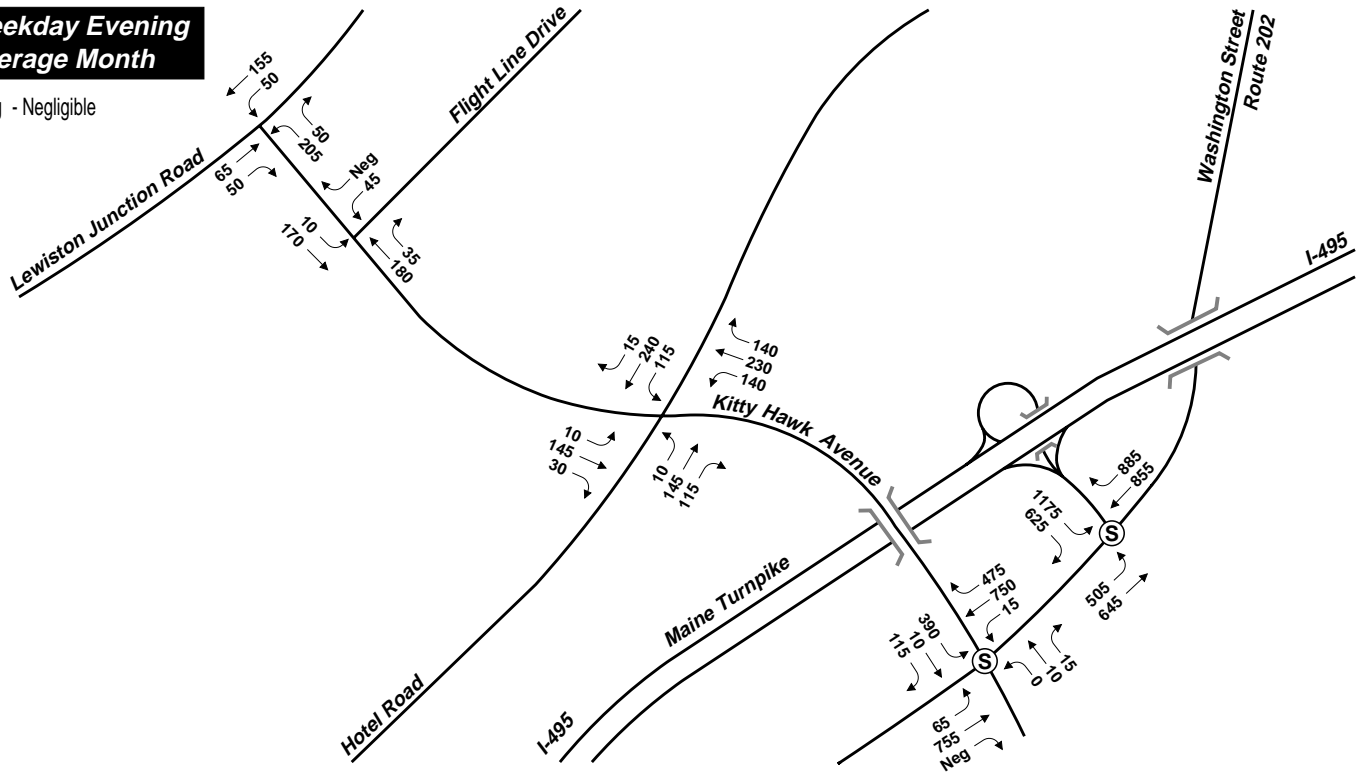 ekday Evening
erage Month
- Negligible
155
50
50
205
65
50
Neg
45
10
170
35
180
Lewiston Junction Road
Flight Line Drive
Washington Street
Route 202
I-495
15
240
115
140
230
140
Kitty Hawk Avenue
10
145
30
10
145
115
885
855
1175
625
S
505
645
Maine Turnpike
475
750
15
390
10
115
S
15
10
0
65
755
Neg
Hotel Road
I-495